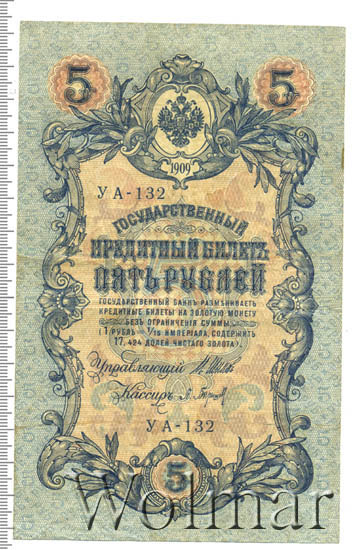 5 5
1909
УА-132
ГОСУДАРСТВЕННЫЙ
КРЕДИТНЫЙ БИЛЕТЪ
ПЯТЬ РУБЛЕЙ
ГОСУДАРСТВЕННЫЙ БАНКЪ РАЗМѢНИВАЕТЪ
КРЕДИТНЫЕ БИЛЕТЫ НА ЗОЛОТУЮ МОНЕТУ
БЕЗЪ ОГРАНИЧЕНІЯ СУММЫ
(1 РУБЛЬ = 1/15 ИМПЕРІАЛА, СОДЕРЖИТЪ
17,424 ДОЛЕЙ ЧИСТАГО ЗОЛОТА)
Управляющій
Кассиръ
УА-132
5
Wolmar